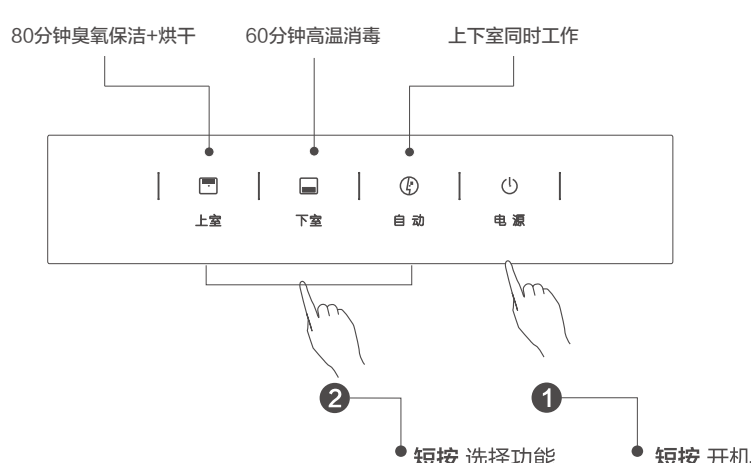 80分钟臭氧保洁+烘干 60分钟高温消毒 上下室同时工作
上室 下室 自动 电源
2 1
短按 选择功能 短按 开机